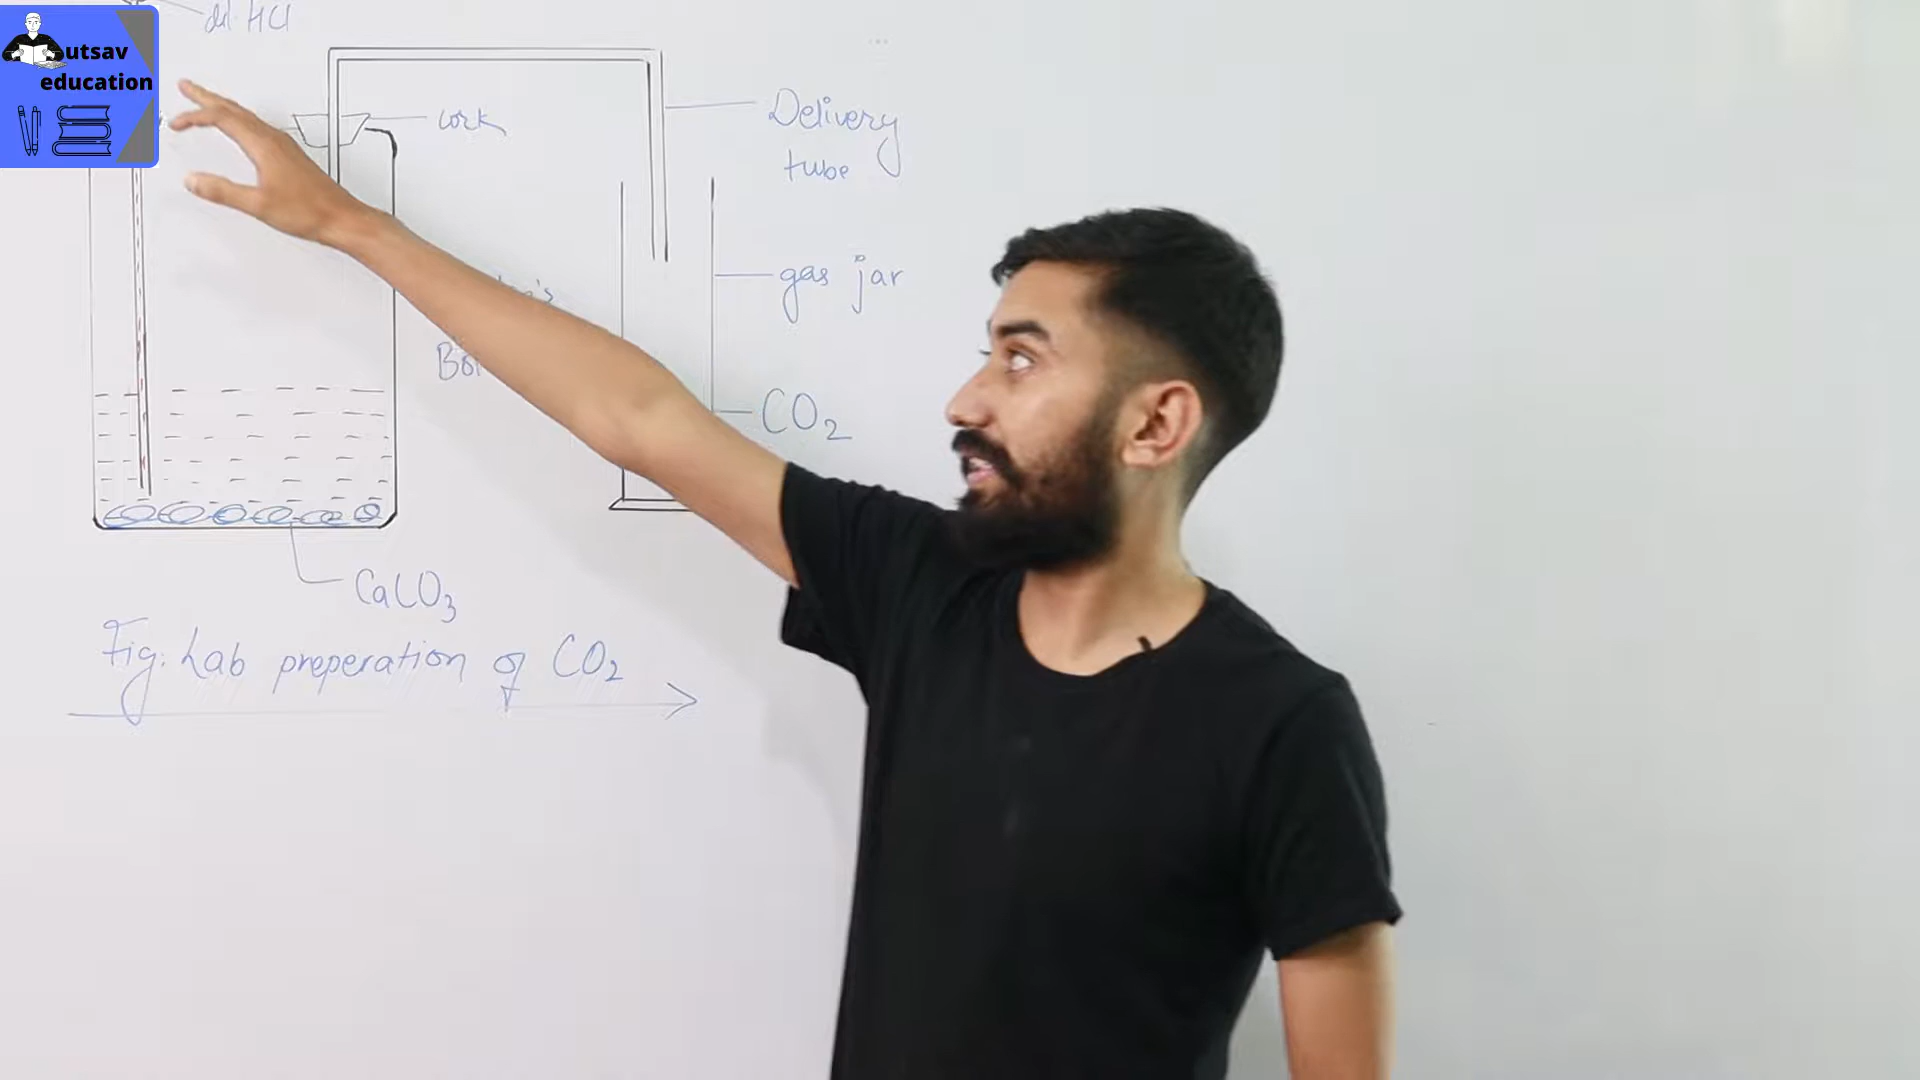 dil. HCl
utsav
education
cork
Delivery
tube
gas jar
CO2
CaCO3
Fig: Lab preperation of CO2